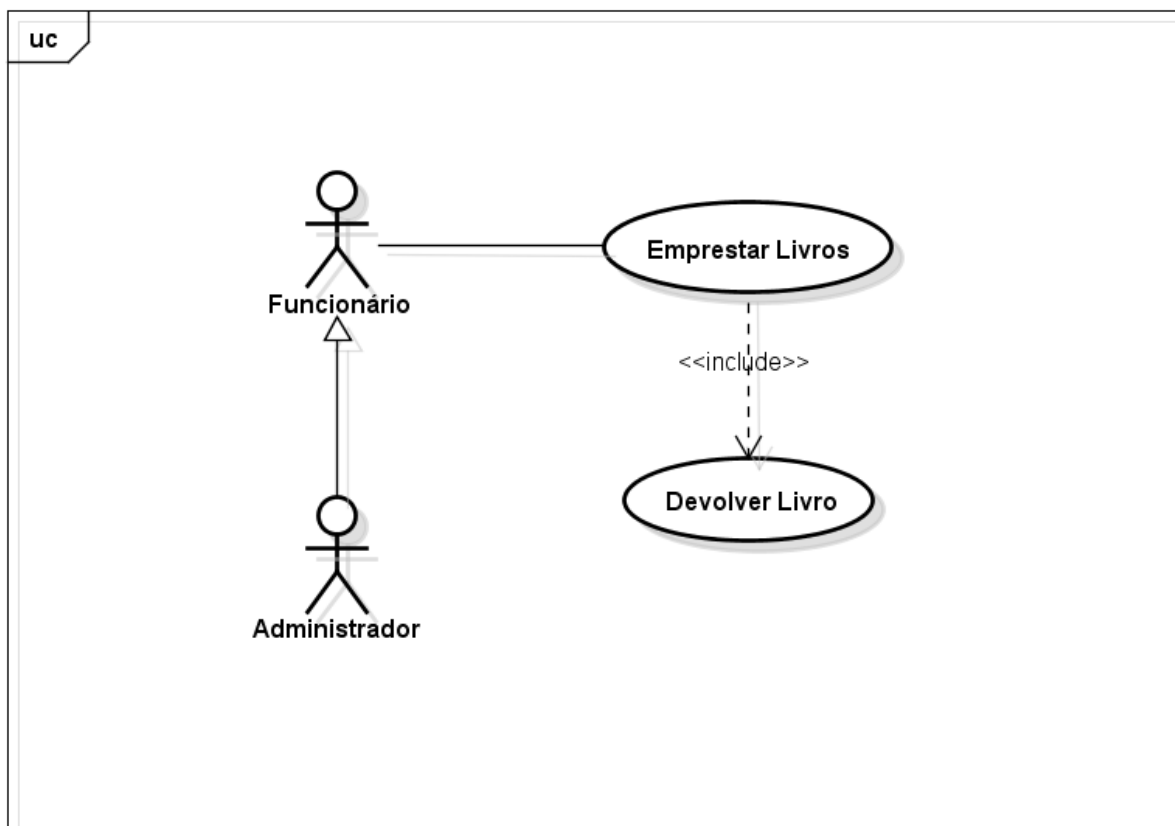 uc
Emprestar Livros
Funcionário
<<include>>
Devolver Livro
Administrador